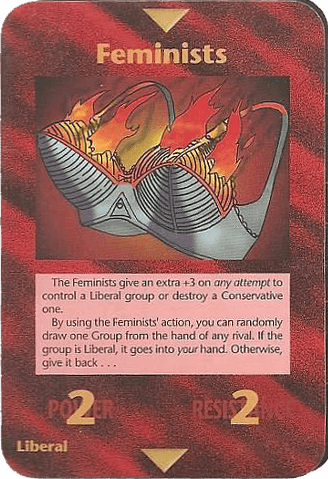 Feminists
The Feminists give an extra +3 on any attempt to
control a Liberal group or destroy a Conservative
one.
By using the Feminists' action, you can randomly
draw one Group from the hand of any rival. If the
group is Liberal, it goes into your hand. Otherwise,
give it back . . .
POWER 2 RESISTANCE 2
Liberal